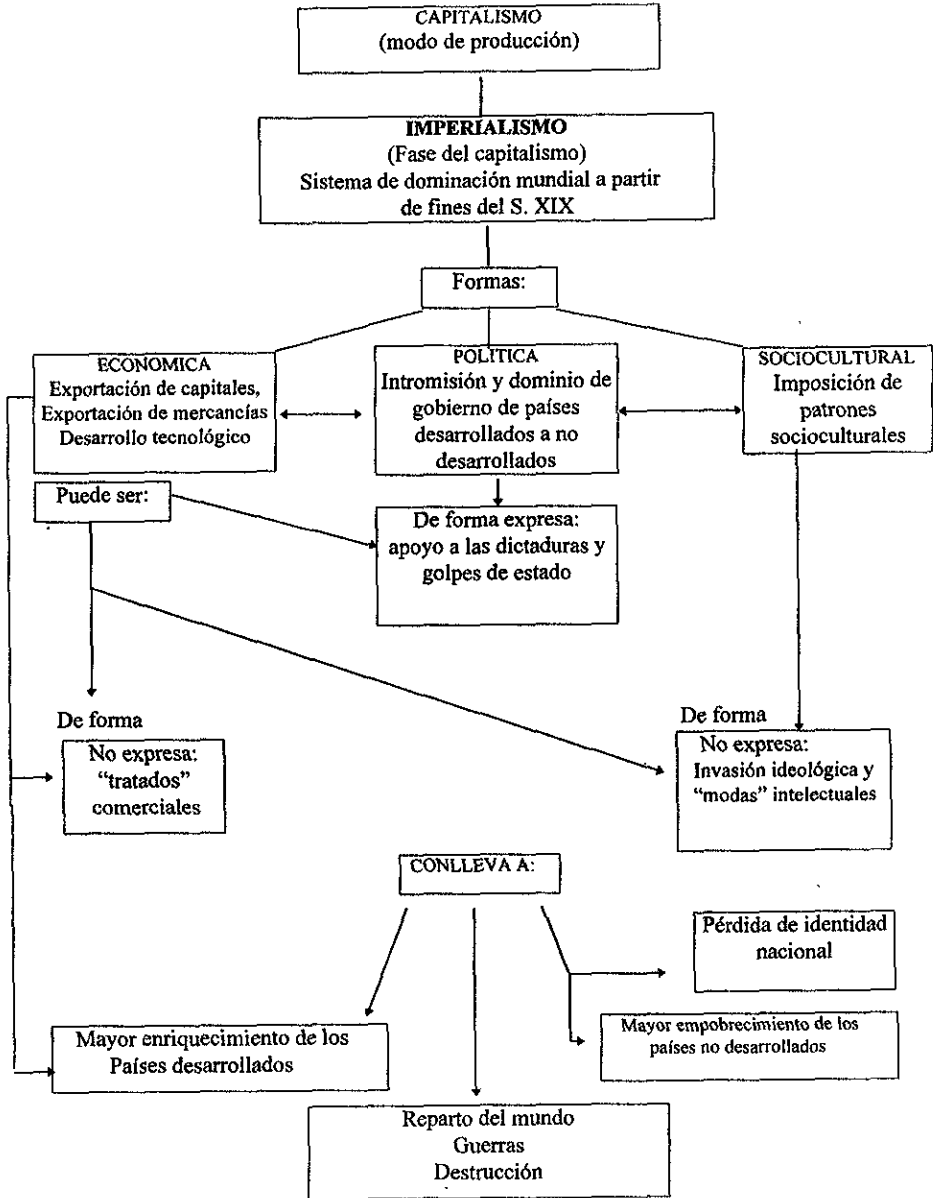 CAPITALISMO
(modo de producción)
IMPERIALISMO
(Fase del capitalismo)
Sistema de dominación mundial a partir
de fines del S. XIX
Formas:
ECONOMICA
Exportación de capitales,
Exportación de mercancías
Desarrollo tecnológico
POLITICA
Intromisión y dominio de
gobierno de países
desarrollados a no
desarrollados
SOCIOCULTURAL
Imposición de
patrones
socioculturales
Puede ser:
De forma expresa:
apoyo a las dictaduras y
golpes de estado
De forma
No expresa:
“tratados”
comerciales
De forma
No expresa:
Invasión ideológica y
“modas” intelectuales
CONLLEVA A:
Pérdida de identidad
nacional
Mayor enriquecimiento de los
Países desarrollados
Mayor empobrecimiento de los
países no desarrollados
Reparto del mundo
Guerras
Destrucción